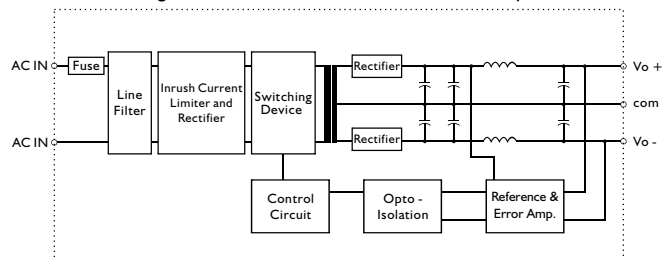 AC IN
Fuse
Line
Filter
Inrush Current
Limiter and
Rectifier
Switching
Device
Rectifier
Vo +
com
AC IN
Rectifier
Vo -
Control
Circuit
Opto -
Isolation
Reference &
Error Amp.